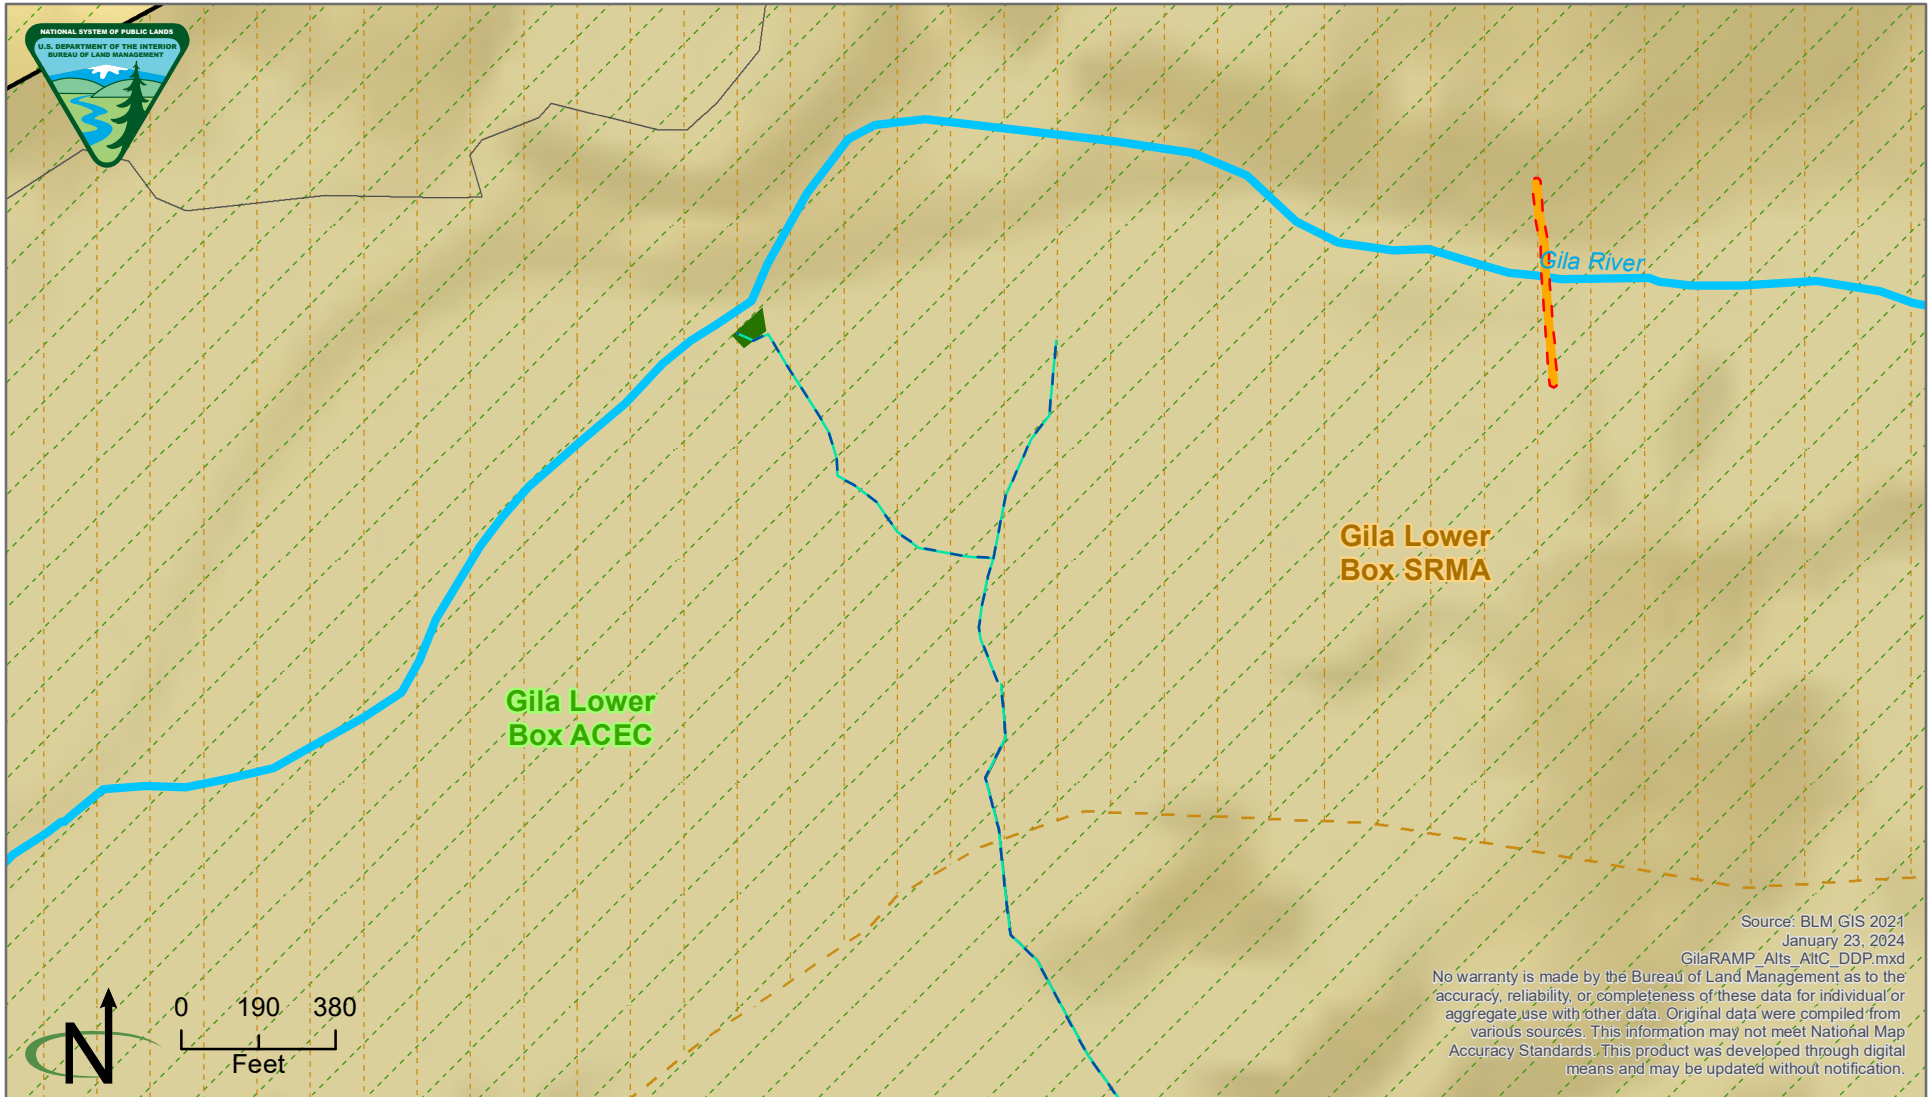 NATIONAL SYSTEM OF PUBLIC LANDS
U.S. DEPARTMENT OF THE INTERIOR
BUREAU OF LAND MANAGEMENT
Gila River
Gila Lower
Box SRMA
Gila Lower
Box ACEC
Source: BLM GIS 2021
January 23, 2024
GilaRAMP_Alts_AltC_DDP.mxd
No warranty is made by the Bureau of Land Management as to the
accuracy, reliability, or completeness of these data for individual or
aggregate use with other data. Original data were compiled from
various sources. This information may not meet National Map
Accuracy Standards. This product was developed through digital
means and may be updated without notification.
N
0 190 380
Feet